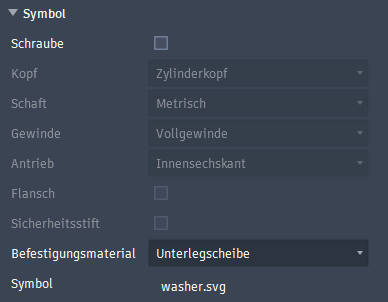 Symbol
Schraube
Kopf Zylinderkopf
Schaft Metrisch
Gewinde Vollgewinde
Antrieb Innensechskant
Flansch
Sicherheitsstift
Befestigungsmaterial Unterlegscheibe
Symbol washer.svg